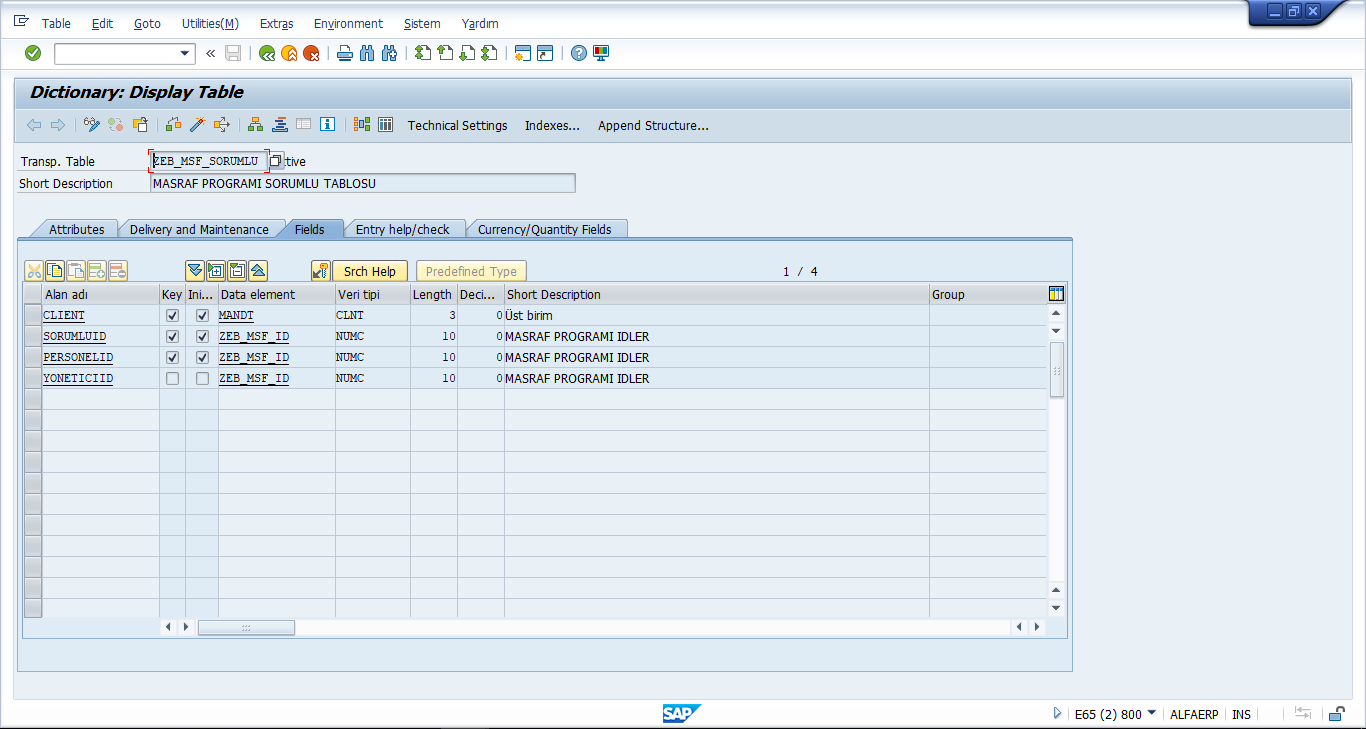 Table Edit Goto Utilities(M) Extras Environment Sistem Yardım
Dictionary: Display Table
Technical Settings Indexes... Append Structure...
Transp. Table ZEB_MSF_SORUMLU tive
Short Description MASRAF PROGRAMI SORUMLU TABLOSU
Attributes Delivery and Maintenance Fields Entry help/check Currency/Quantity Fields
Srch Help Predefined Type 1 / 4
Alan adı Key Ini... Data element Veri tipi Length Deci... Short Description Group
CLIENT MANDT CLNT 3 0 Üst birim
SORUMLUID ZEB_MSF_ID NUMC 10 0 MASRAF PROGRAMI IDLER
PERSONELID ZEB_MSF_ID NUMC 10 0 MASRAF PROGRAMI IDLER
YONETICIID ZEB_MSF_ID NUMC 10 0 MASRAF PROGRAMI IDLER
SAP E65 (2) 800 ALFAERP INS